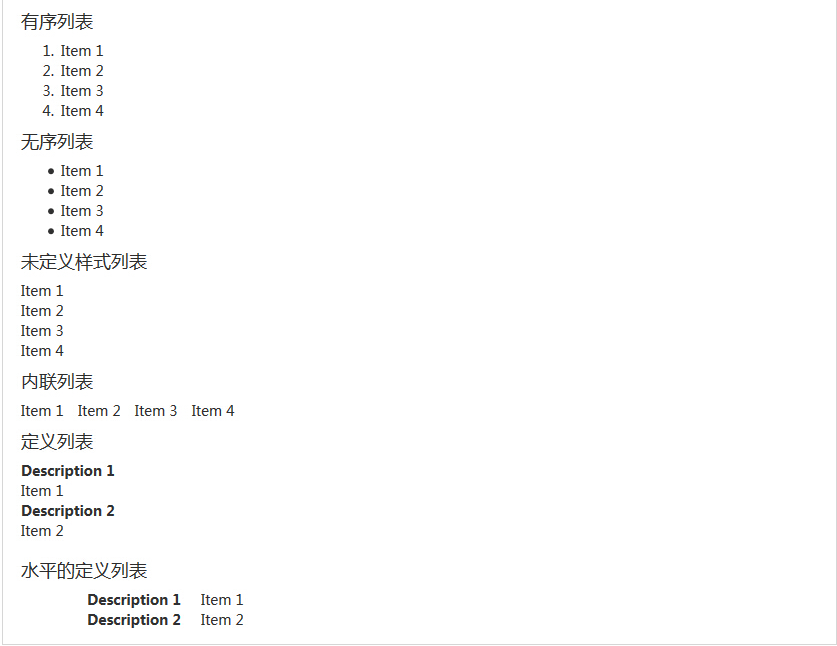 有序列表
1. Item 1
2. Item 2
3. Item 3
4. Item 4
无序列表
• Item 1
• Item 2
• Item 3
• Item 4
未定义样式列表
Item 1
Item 2
Item 3
Item 4
内联列表
Item 1 Item 2 Item 3 Item 4
定义列表
Description 1
Item 1
Description 2
Item 2
水平的定义列表
Description 1 Item 1
Description 2 Item 2